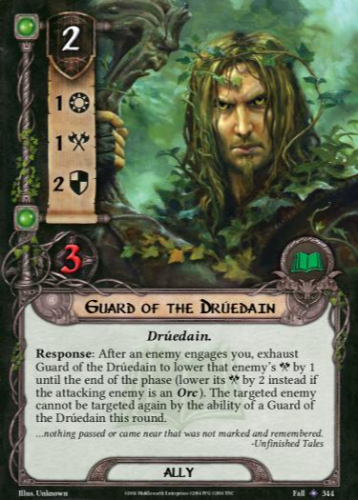 2
1
1
2
3
GUARD OF THE DRÚEDAIN
Drúedain.
Response: After an enemy engages you, exhaust
Guard of the Drúedain to lower that enemy's by 1
until the end of the phase (lower its by 2 instead if
the attacking enemy is an Orc). The targeted enemy
cannot be targeted again by the ability of a Guard of
the Drúedain this round.
...nothing passed or came near that was not marked and remembered.
-Unfinished Tales
ALLY
Illus. Unknown
Fall 344